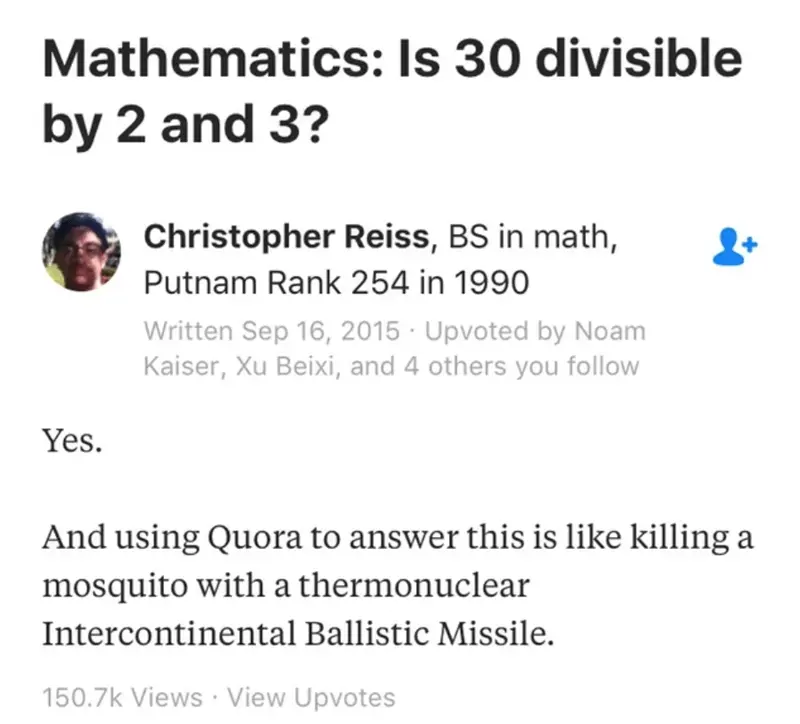 Mathematics: Is 30 divisible
by 2 and 3?
Christopher Reiss, BS in math,
Putnam Rank 254 in 1990
Written Sep 16, 2015 · Upvoted by Noam
Kaiser, Xu Beixi, and 4 others you follow
Yes.
And using Quora to answer this is like killing a
mosquito with a thermonuclear
Intercontinental Ballistic Missile.
150.7k Views · View Upvotes